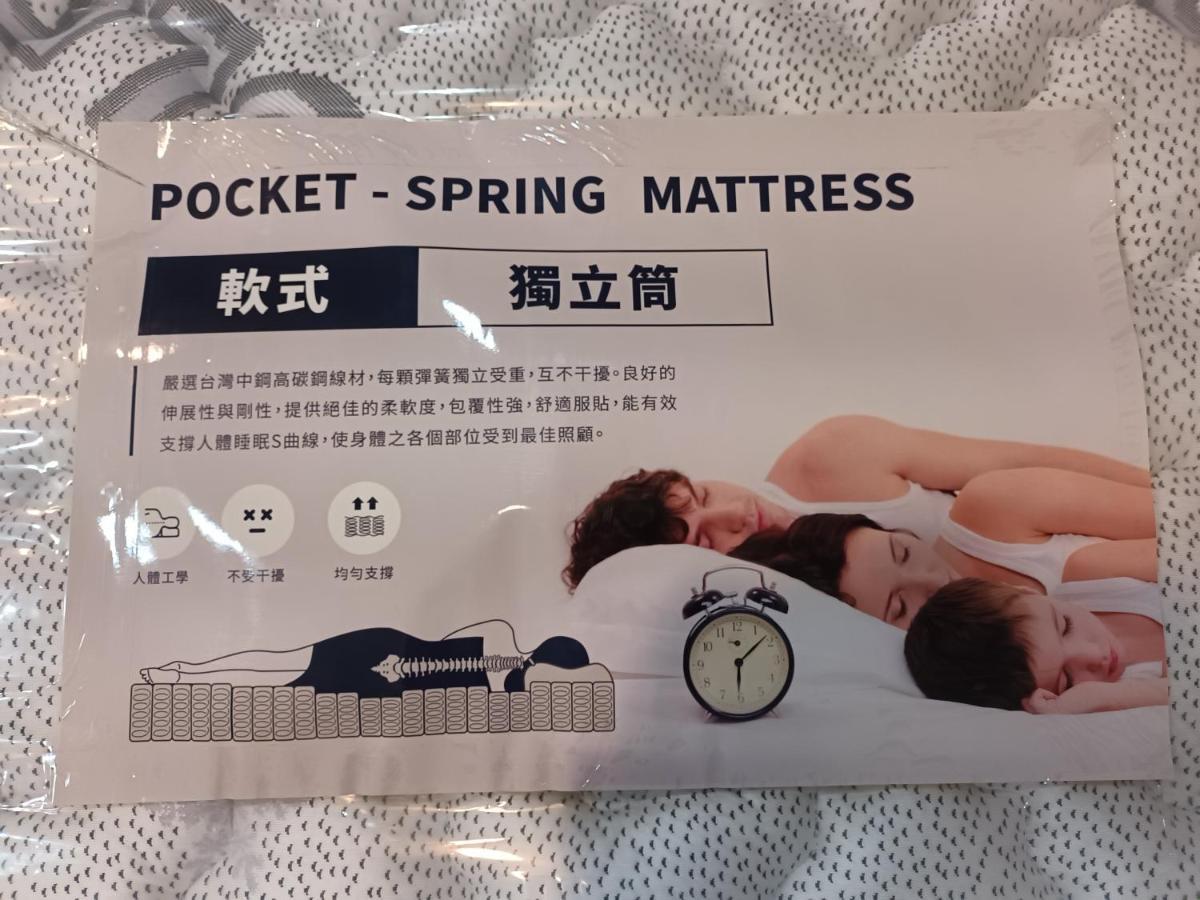 POCKET - SPRING MATTRESS
軟式 獨立筒
嚴選台灣中鋼高碳鋼線材，每顆彈簧獨立受重，互不干擾。良好的
伸展性與剛性，提供絕佳的柔軟度，包覆性強，舒適服貼，能有效
支撐人體睡眠S曲線，使身體之各個部位受到最佳照顧。
人體工學 不受干擾 均勻支撐